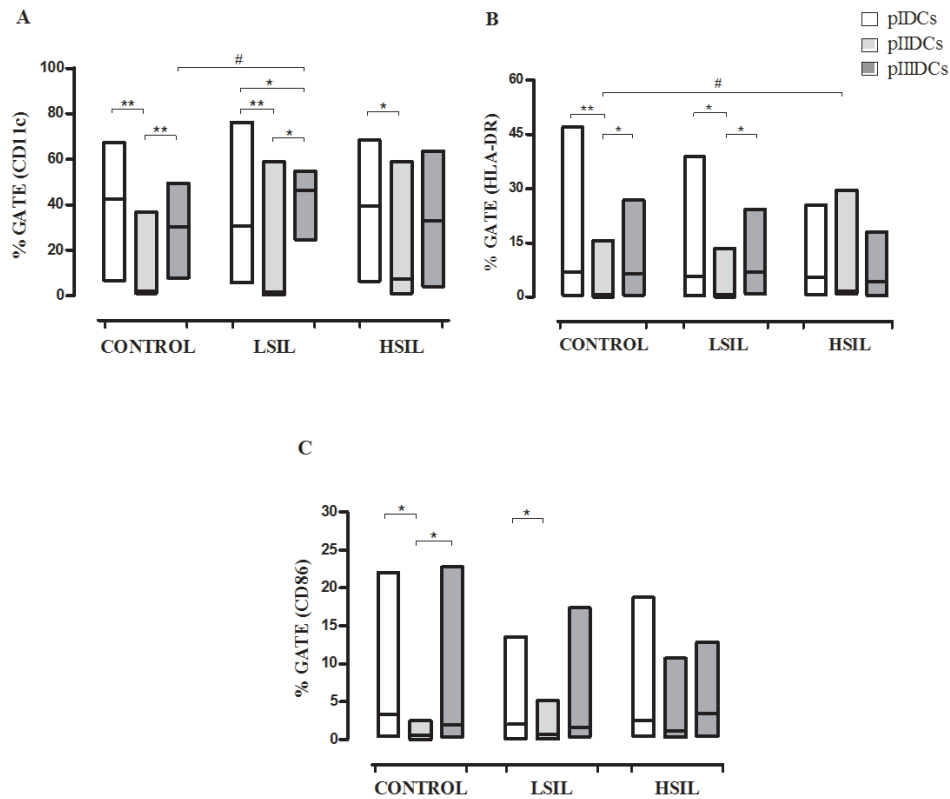 A
B
pIDCs
pIIDCs
pIIIDCs
% GATE (CD11c)
100
80
60
40
20
0
**
**
#
*
**
*
*
CONTROL LSIL HSIL
% GATE (HLA-DR)
60
45
30
15
0
#
**
*
*
*
CONTROL LSIL HSIL
C
% GATE (CD86)
30
25
20
15
10
5
0
*
*
*
CONTROL LSIL HSIL